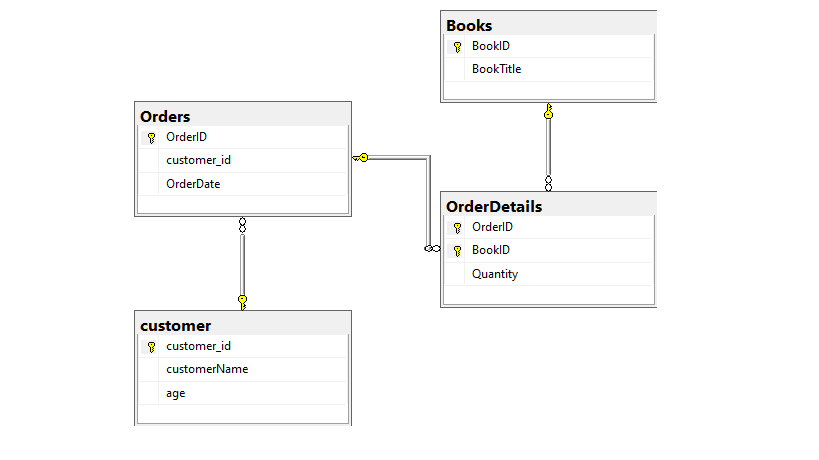 Books
BookID
BookTitle
Orders
OrderID
customer_id
OrderDate
OrderDetails
OrderID
BookID
Quantity
customer
customer_id
customerName
age